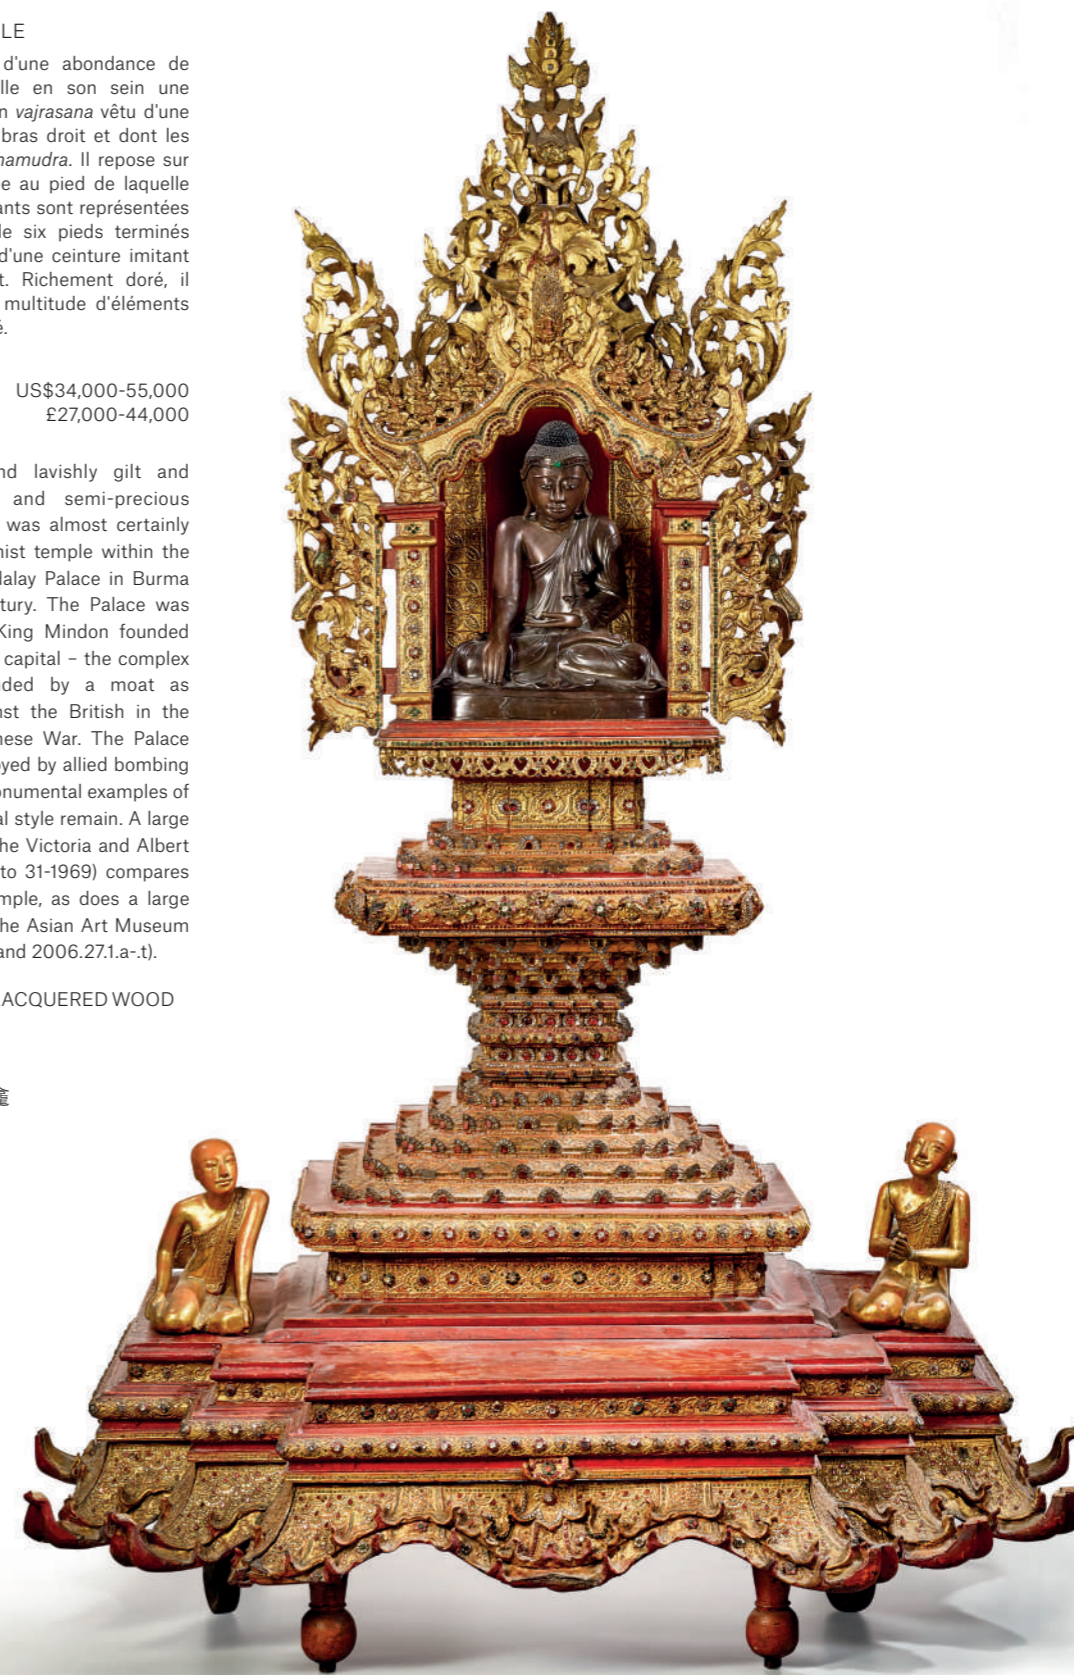 LE
d'une abondance de
lle en son sein une
n vajrasana vêtu d'une
bras droit et dont les
namudra. Il repose sur
e au pied de laquelle
ants sont représentées
le six pieds terminés
d'une ceinture imitant
t. Richement doré, il
multitude d'éléments
é.
US$34,000-55,000
£27,000-44,000
nd lavishly gilt and
and semi-precious
was almost certainly
nist temple within the
dalay Palace in Burma
tury. The Palace was
King Mindon founded
capital – the complex
ded by a moat as
nst the British in the
nese War. The Palace
yed by allied bombing
onumental examples of
al style remain. A large
he Victoria and Albert
to 31-1969) compares
mple, as does a large
he Asian Art Museum
and 2006.27.1.a-.t).
ACQUERED WOOD
龕